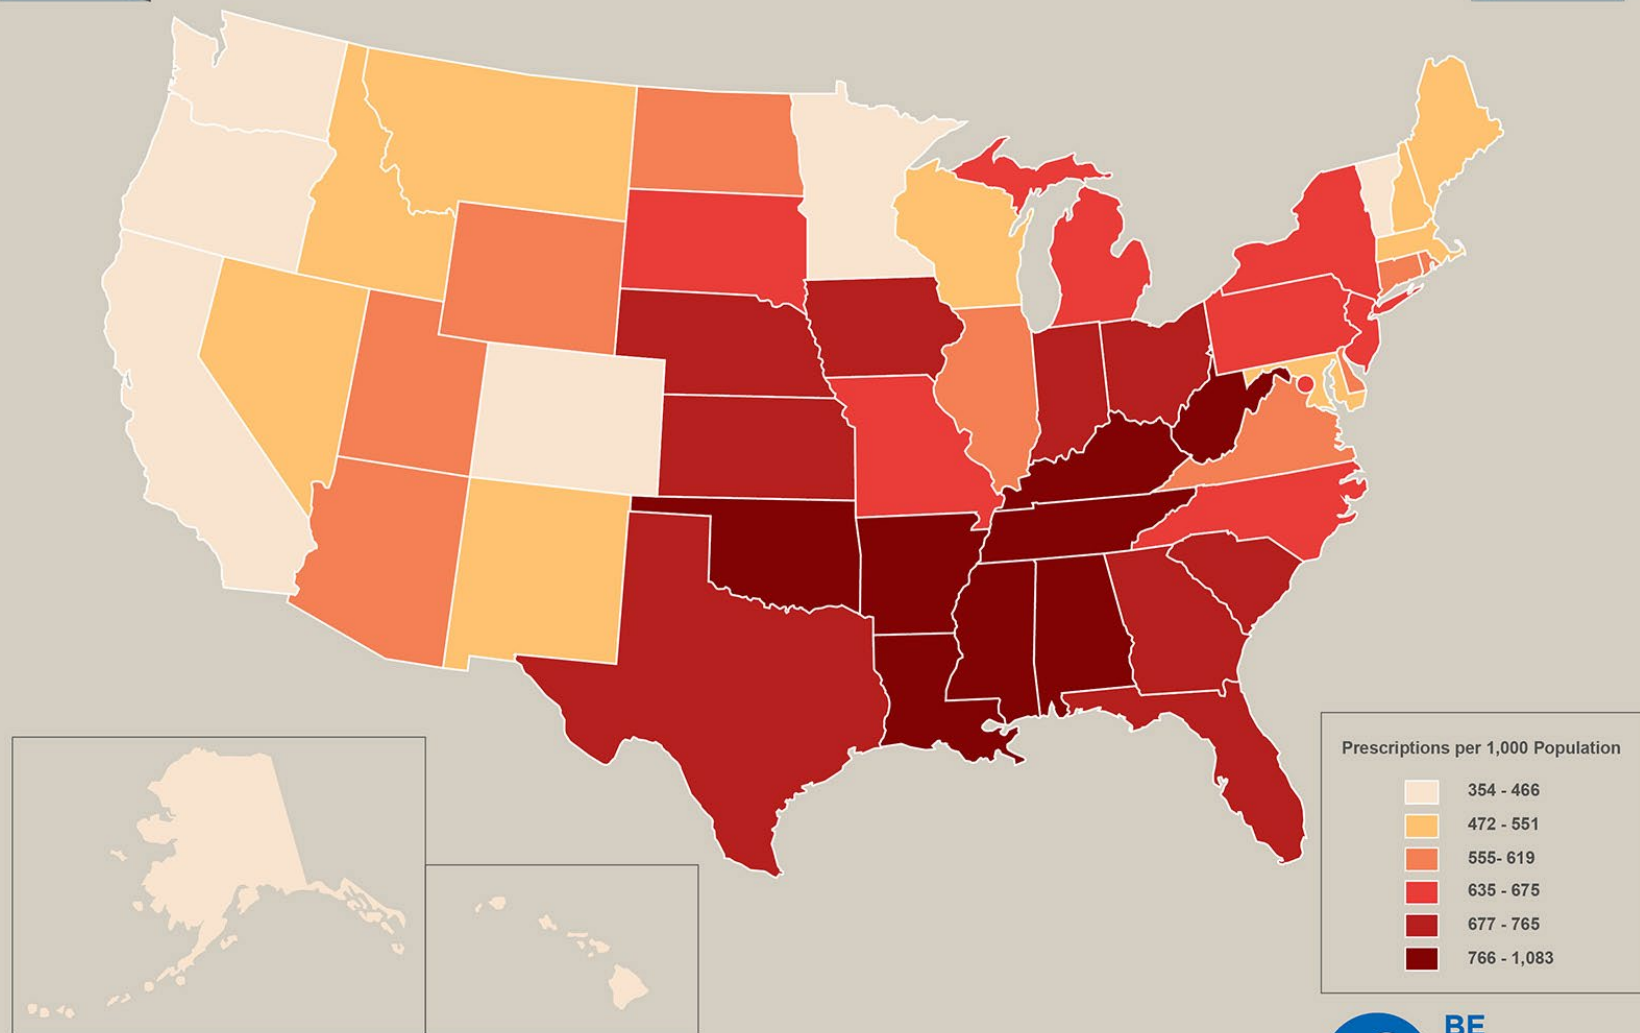 Prescriptions per 1,000 Population
354 - 466
472 - 551
555- 619
635 - 675
677 - 765
766 - 1,083
BE